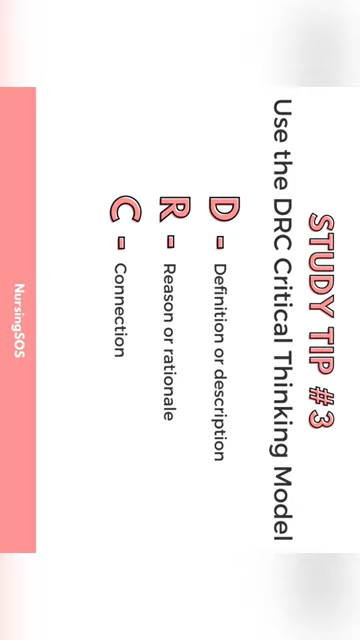 STUDY TIP #3
Use the DRC Critical Thinking Model
D - Definition or description
R - Reason or rationale
C - Connection
NursingSOS